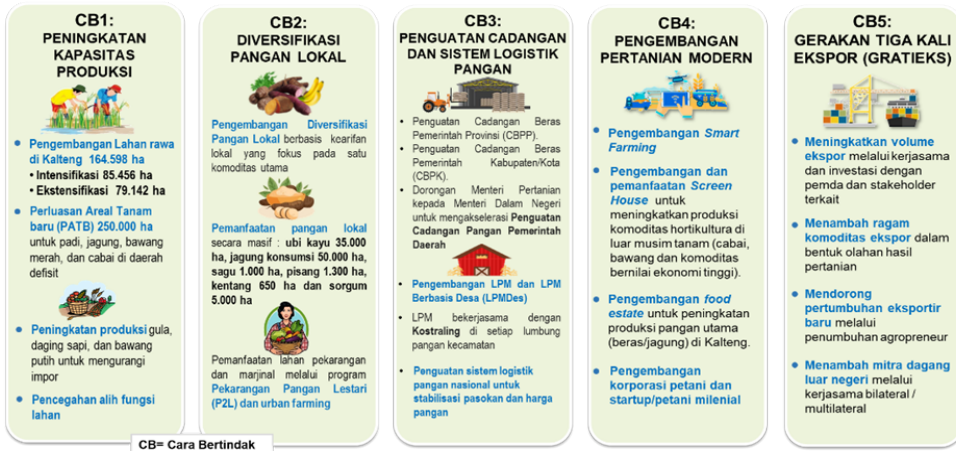 CB1:
PENINGKATAN
KAPASITAS
PRODUKSI
• Pengembangan Lahan rawa
di Kalteng 164.598 ha
• Intensifikasi 85.456 ha
• Ekstensifikasi 79.142 ha
• Perluasan Areal Tanam
baru (PATB) 250.000 ha
untuk padi, jagung, bawang
merah, dan cabai di daerah
defisit
• Peningkatan produksi gula,
daging sapi, dan bawang
putih untuk mengurangi
impor
• Pencegahan alih fungsi
lahan
CB2:
DIVERSIFIKASI
PANGAN LOKAL
Pengembangan Diversifikasi
Pangan Lokal berbasis kearifan
lokal yang fokus pada satu
komoditas utama
Pemanfaatan pangan lokal
secara masif : ubi kayu 35.000
ha, jagung konsumsi 50.000 ha,
sagu 1.000 ha, pisang 1.300 ha,
kentang 650 ha dan sorgum
5.000 ha
Pemanfaatan lahan pekarangan
dan marjinal melalui program
Pekarangan Pangan Lestari
(P2L) dan urban farming
CB3:
PENGUATAN CADANGAN
DAN SISTEM LOGISTIK
PANGAN
• Penguatan Cadangan Beras
Pemerintah Provinsi (CBPP).
• Penguatan Cadangan Beras
Pemerintah Kabupaten/Kota
(CBPK).
• Dorongan Menteri Pertanian
kepada Menteri Dalam Negeri
untuk mengakselerasi Penguatan
Cadangan Pangan Pemerintah
Daerah
• Pengembangan LPM dan LPM
Berbasis Desa (LPMDes)
• LPM bekerjasama dengan
Kostraling di setiap lumbung
pangan kecamatan
• Penguatan sistem logistik
pangan nasional untuk
stabilisasi pasokan dan harga
pangan
CB4:
PENGEMBANGAN
PERTANIAN MODERN
• Pengembangan Smart
Farming
• Pengembangan dan
pemanfaatan Screen
House untuk
meningkatkan produksi
komoditas hortikultura di
luar musim tanam (cabai,
bawang dan komoditas
bernilai ekonomi tinggi).
• Pengembangan food
estate untuk peningkatan
produksi pangan utama
(beras/jagung) di Kalteng.
• Pengembangan
korporasi petani dan
startup/petani milenial
CB5:
GERAKAN TIGA KALI
EKSPOR (GRATIEKS)
• Meningkatkan volume
ekspor melalui kerjasama
dan investasi dengan
pemda dan stakeholder
terkait
• Menambah ragam
komoditas ekspor dalam
bentuk olahan hasil
pertanian
• Mendorong
pertumbuhan eksportir
baru melalui
penumbuhan agropreneur
• Menambah mitra dagang
luar negeri melalui
kerjasama bilateral /
multilateral
CB= Cara Bertindak